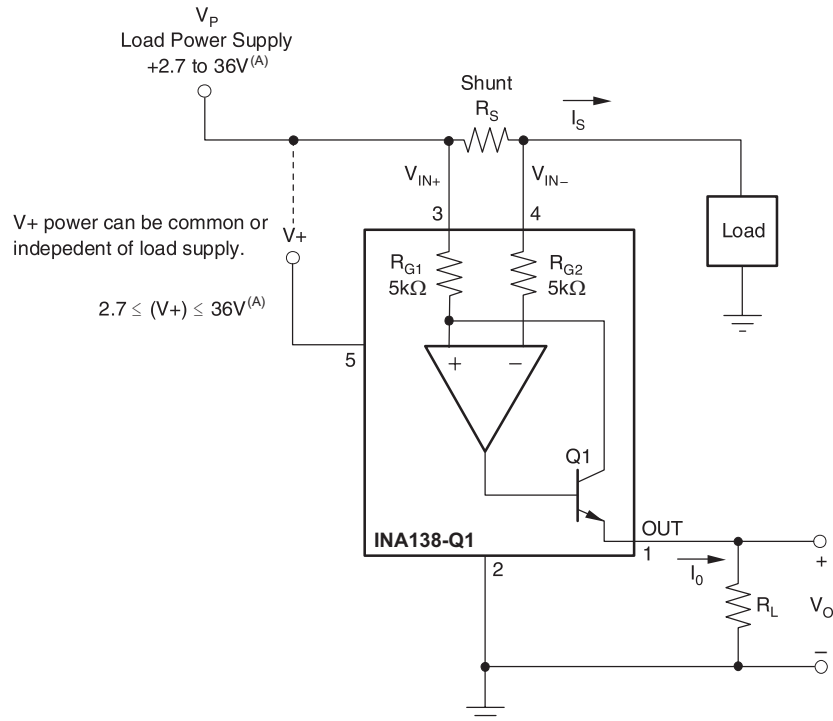 V_P
Load Power Supply
+2.7 to 36V^(A)
Shunt
R_S
I_S
V_IN+
V_IN−
3
4
V+ power can be common or
indepedent of load supply.
V+
Load
R_G1
5kΩ
R_G2
5kΩ
2.7 ≤ (V+) ≤ 36V^(A)
5
+
−
Q1
OUT
INA138-Q1
1
2
I_0
+
R_L
V_O
−